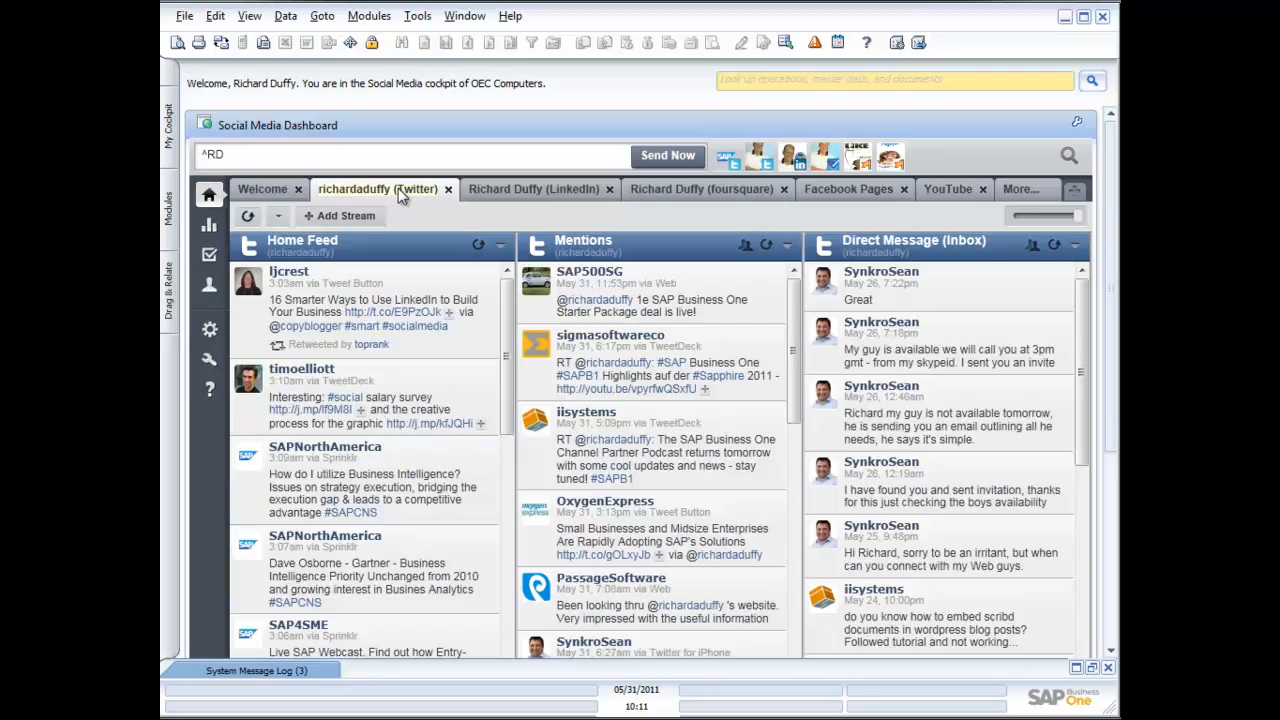 File Edit View Data Goto Modules Tools Window Help
Welcome, Richard Duffy. You are in the Social Media cockpit of OEC Computers.
Look up operations, master data, and documents
My Cockpit
Modules
Drag & Relate
Social Media Dashboard
^RD
Send Now
Welcome richardaduffy (Twitter) Richard Duffy (LinkedIn) Richard Duffy (foursquare) Facebook Pages YouTube More...
Add Stream
Home Feed
(richardaduffy)
ljcrest
3:03am via Tweet Button
16 Smarter Ways to Use LinkedIn to Build
Your Business http://t.co/E9PzOJk via
@copyblogger #smart #socialmedia
Retweeted by toprank
timoelliott
3:10am via TweetDeck
Interesting: #social salary survey
http://j.mp/lf9M8l and the creative
process for the graphic http://j.mp/kfJQHi
SAPNorthAmerica
3:09am via Sprinklr
How do I utilize Business Intelligence?
Issues on strategy execution, bridging the
execution gap & leads to a competitive
advantage #SAPCNS
SAPNorthAmerica
3:07am via Sprinklr
Dave Osborne - Gartner - Business
Intelligence Priority Unchanged from 2010
and growing interest in Busines Analytics
#SAPCNS
SAP4SME
3:06am via Sprinklr
Live SAP Webcast. Find out how Entry-
Mentions
(richardaduffy)
SAP500SG
May 31, 11:53pm via Web
@richardaduffy 1e SAP Business One
Starter Package deal is live!
sigmasoftwareco
May 31, 6:17pm via TweetDeck
RT @richardaduffy: #SAP Business One
#SAPB1 Highlights auf der #Sapphire 2011 -
http://youtu.be/vpyrfwQSxfU
iisystems
May 31, 5:09pm via TweetDeck
RT @richardaduffy: The SAP Business One
Channel Partner Podcast returns tomorrow
with some cool updates and news - stay
tuned! #SAPB1
OxygenExpress
May 31, 3:13pm via Tweet Button
Small Businesses and Midsize Enterprises
Are Rapidly Adopting SAP's Solutions
http://t.co/gOLxyJb via @richardaduffy
PassageSoftware
May 31, 7:08am via Web
Been looking thru @richardaduffy 's website.
Very impressed with the useful information
SynkroSean
May 31, 6:46am via Twitter for iPhone
Direct Message (Inbox)
(richardaduffy)
SynkroSean
May 26, 7:22pm
Great
SynkroSean
May 26, 7:18pm
My guy is available we will call you at 3pm
gmt - from my skypeid. I sent you an invite
SynkroSean
May 26, 12:46am
Richard my guy is not available tomorrow,
he is sending you an email outlining all he
needs, he says it's simple.
SynkroSean
May 26, 12:19am
I have found you and sent invitation, thanks
for this just checking the boys availability
SynkroSean
May 25, 9:48pm
Hi Richard, sorry to be an irritant, but when
can you connect with my Web guys.
iisystems
May 24, 10:00pm
do you know how to embed scribd
documents in wordpress blog posts?
Followed tutorial and not working...
System Message Log (3)
05/31/2011
10:11
SAP Business One